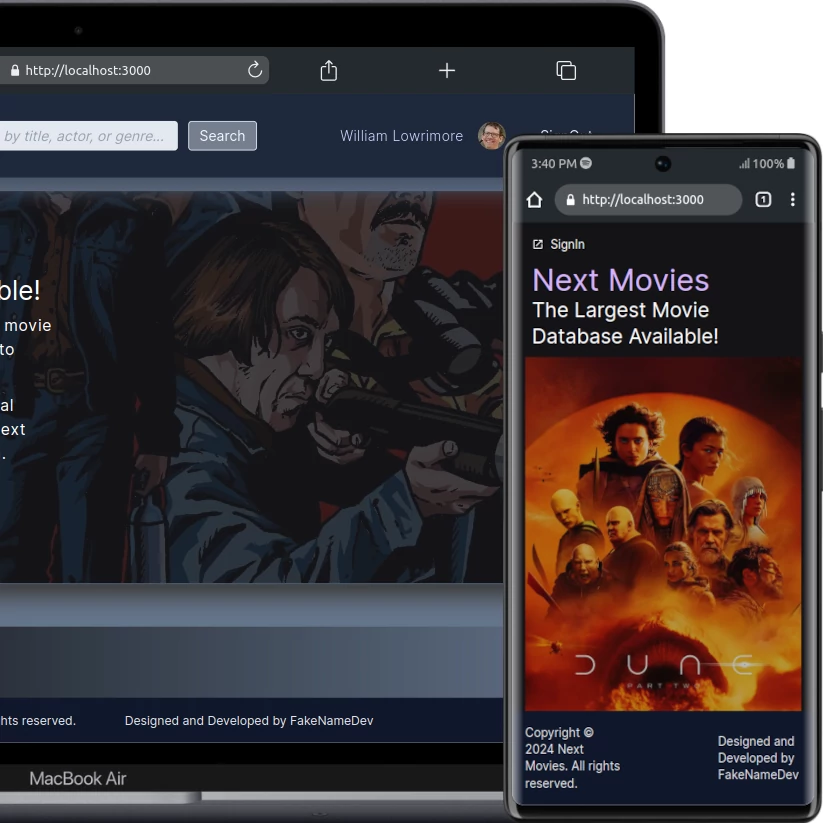 http://localhost:3000
by title, actor, or genre...
Search
William Lowrimore
ble!
movie
to
al
ext
.
hts reserved.
Designed and Developed by FakeNameDev
MacBook Air
3:40 PM
100%
http://localhost:3000
1
SignIn
Next Movies
The Largest Movie
Database Available!
DUNE
PART TWO
Copyright ©
2024 Next
Movies. All rights
reserved.
Designed and
Developed by
FakeNameDev